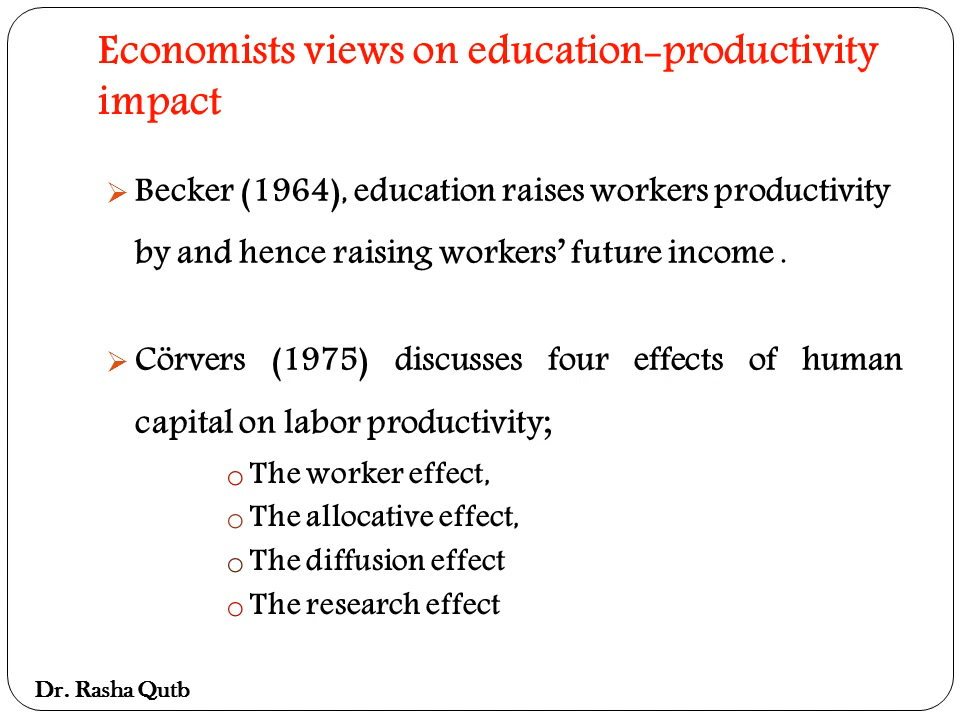 Economists views on education-productivity
impact
Becker (1964), education raises workers productivity
by and hence raising workers’ future income .
Cörvers (1975) discusses four effects of human
capital on labor productivity;
The worker effect,
The allocative effect,
The diffusion effect
The research effect
Dr. Rasha Qutb